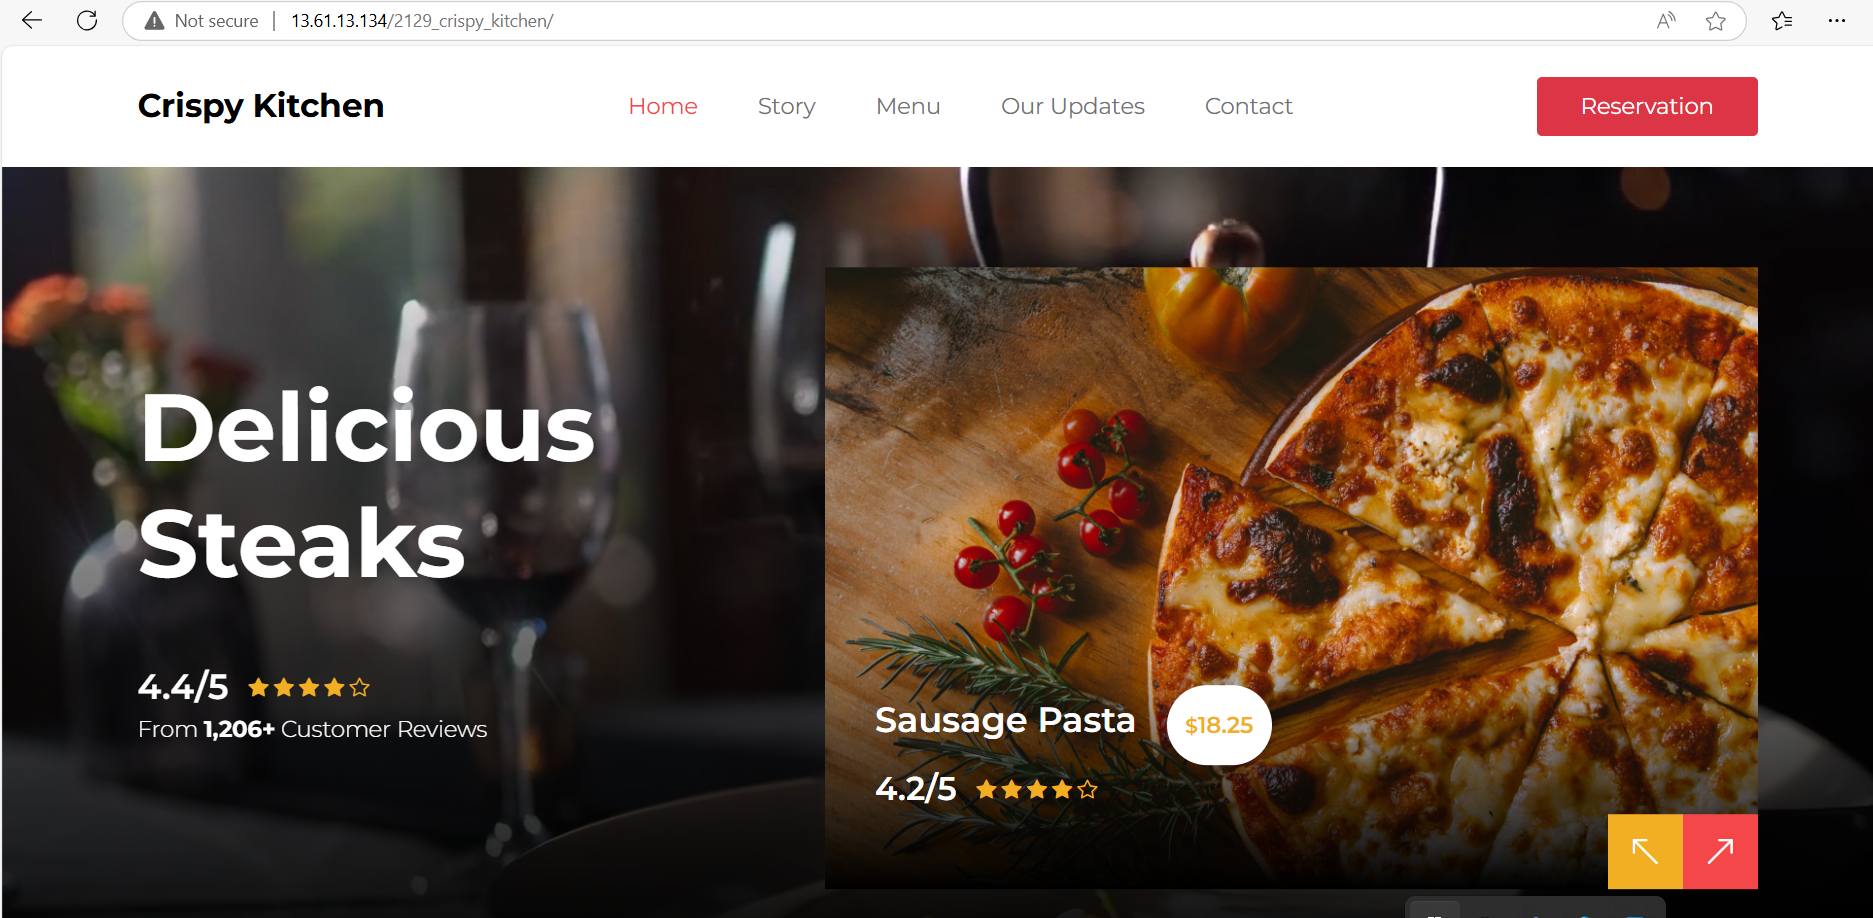 Not secure | 13.61.13.134/2129_crispy_kitchen/
Crispy Kitchen
Home Story Menu Our Updates Contact
Reservation
Delicious
Steaks
4.4/5
From 1,206+ Customer Reviews
Sausage Pasta $18.25
4.2/5